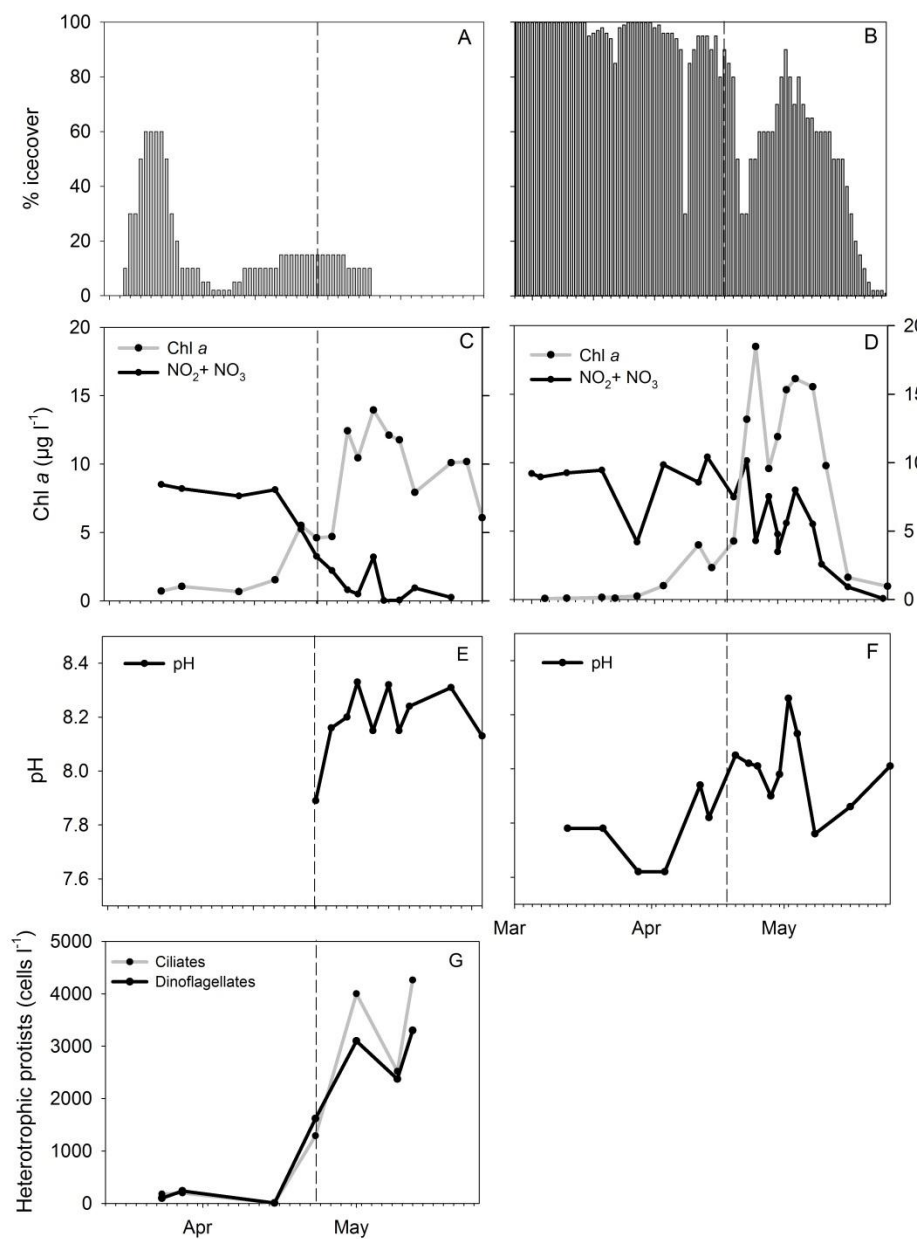 100
80
60
40
20
0
% icecover
A
B
20
15
10
5
0
Chl a (µg l⁻¹)
C
Chl a
NO₂+ NO₃
D
Chl a
NO₂+ NO₃
20
15
10
5
0
8.4
8.2
8.0
7.8
7.6
pH
E
pH
F
pH
Mar
Apr
May
5000
4000
3000
2000
1000
0
Heterotrophic protists (cells l⁻¹)
G
Ciliates
Dinoflagellates
Apr
May